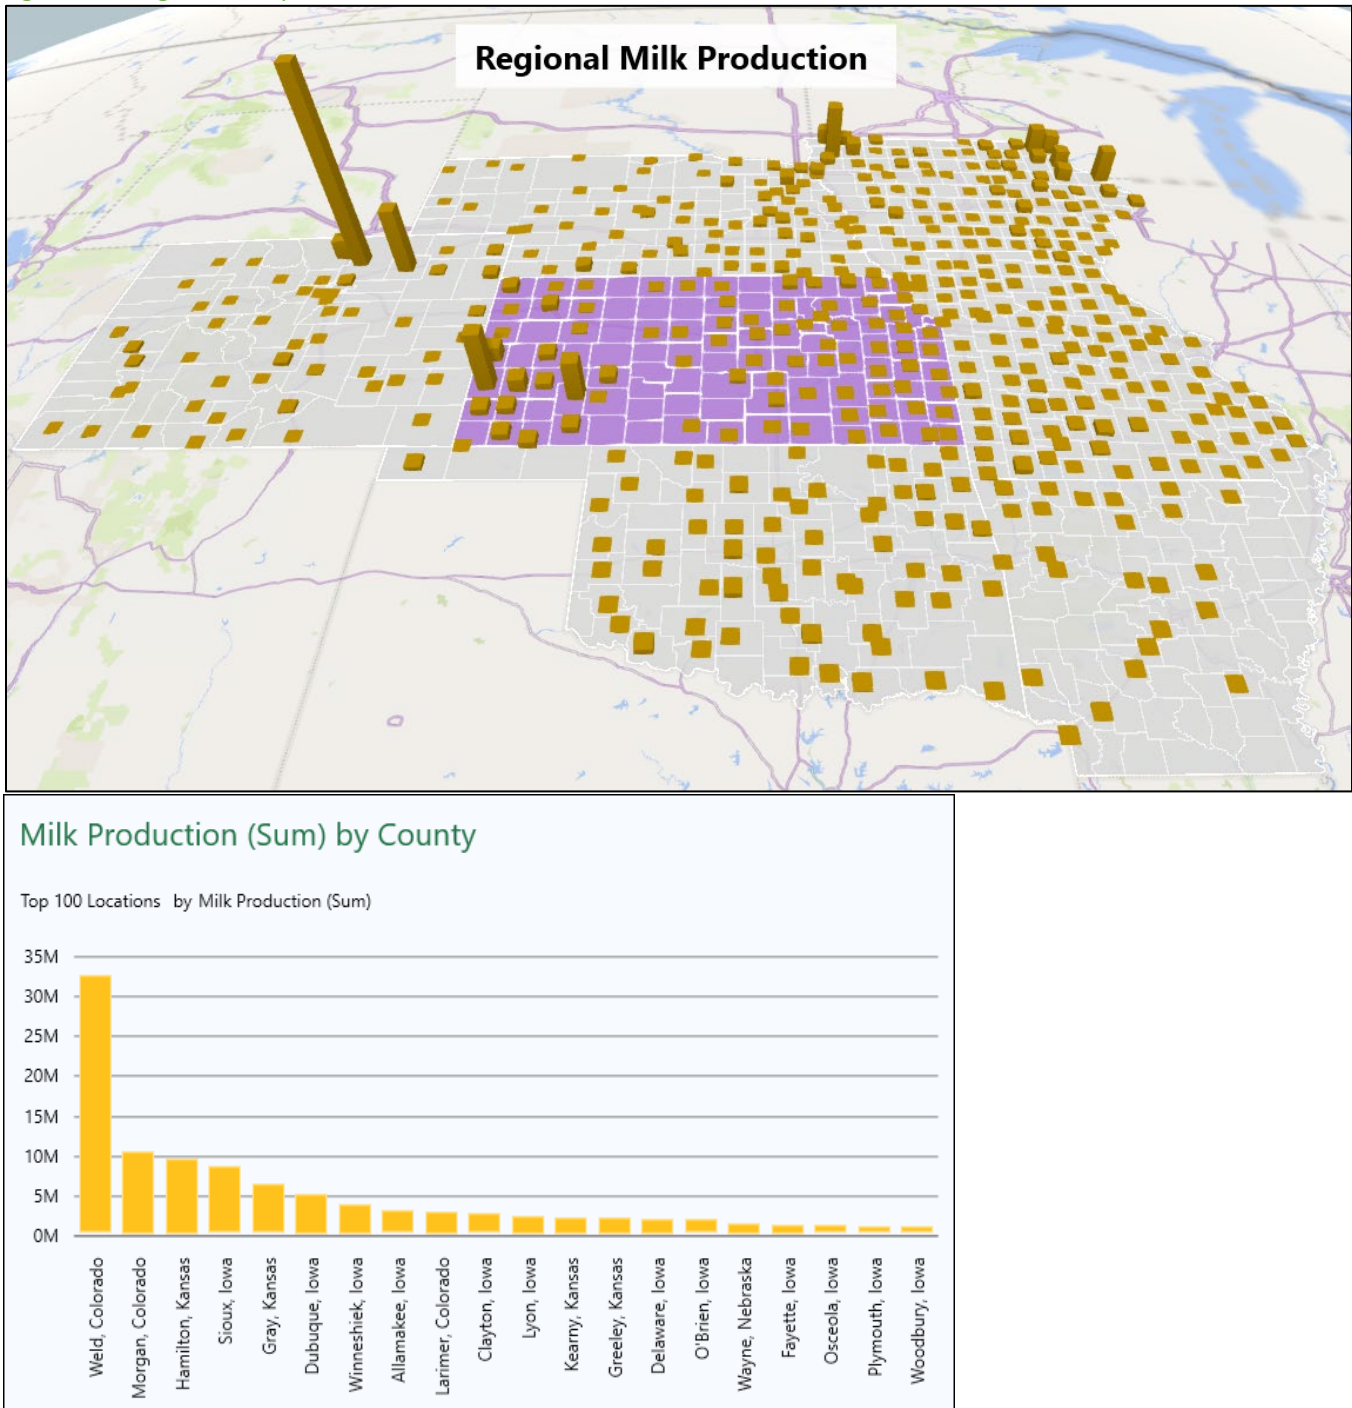 Regional Milk Production
Milk Production (Sum) by County
Top 100 Locations by Milk Production (Sum)
35M
30M
25M
20M
15M
10M
5M
0M
Weld, Colorado
Morgan, Colorado
Hamilton, Kansas
Sioux, Iowa
Gray, Kansas
Dubuque, Iowa
Winneshiek, Iowa
Allamakee, Iowa
Larimer, Colorado
Clayton, Iowa
Lyon, Iowa
Kearny, Kansas
Greeley, Kansas
Delaware, Iowa
O'Brien, Iowa
Wayne, Nebraska
Fayette, Iowa
Osceola, Iowa
Plymouth, Iowa
Woodbury, Iowa